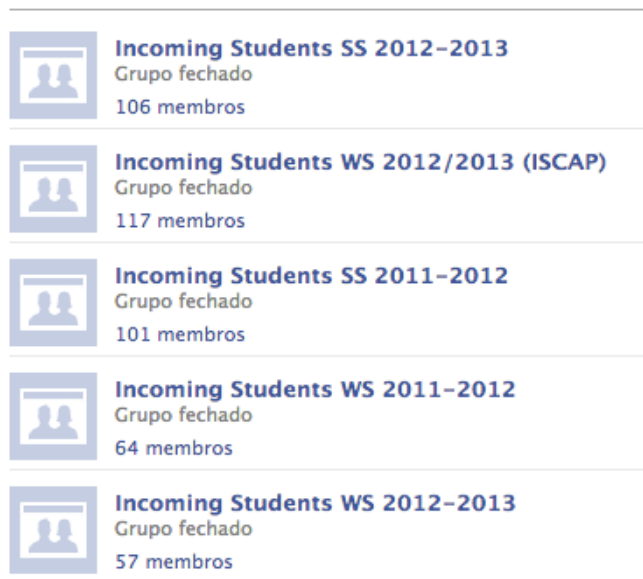 Incoming Students SS 2012-2013
Grupo fechado
106 membros
Incoming Students WS 2012/2013 (ISCAP)
Grupo fechado
117 membros
Incoming Students SS 2011-2012
Grupo fechado
101 membros
Incoming Students WS 2011-2012
Grupo fechado
64 membros
Incoming Students WS 2012-2013
Grupo fechado
57 membros